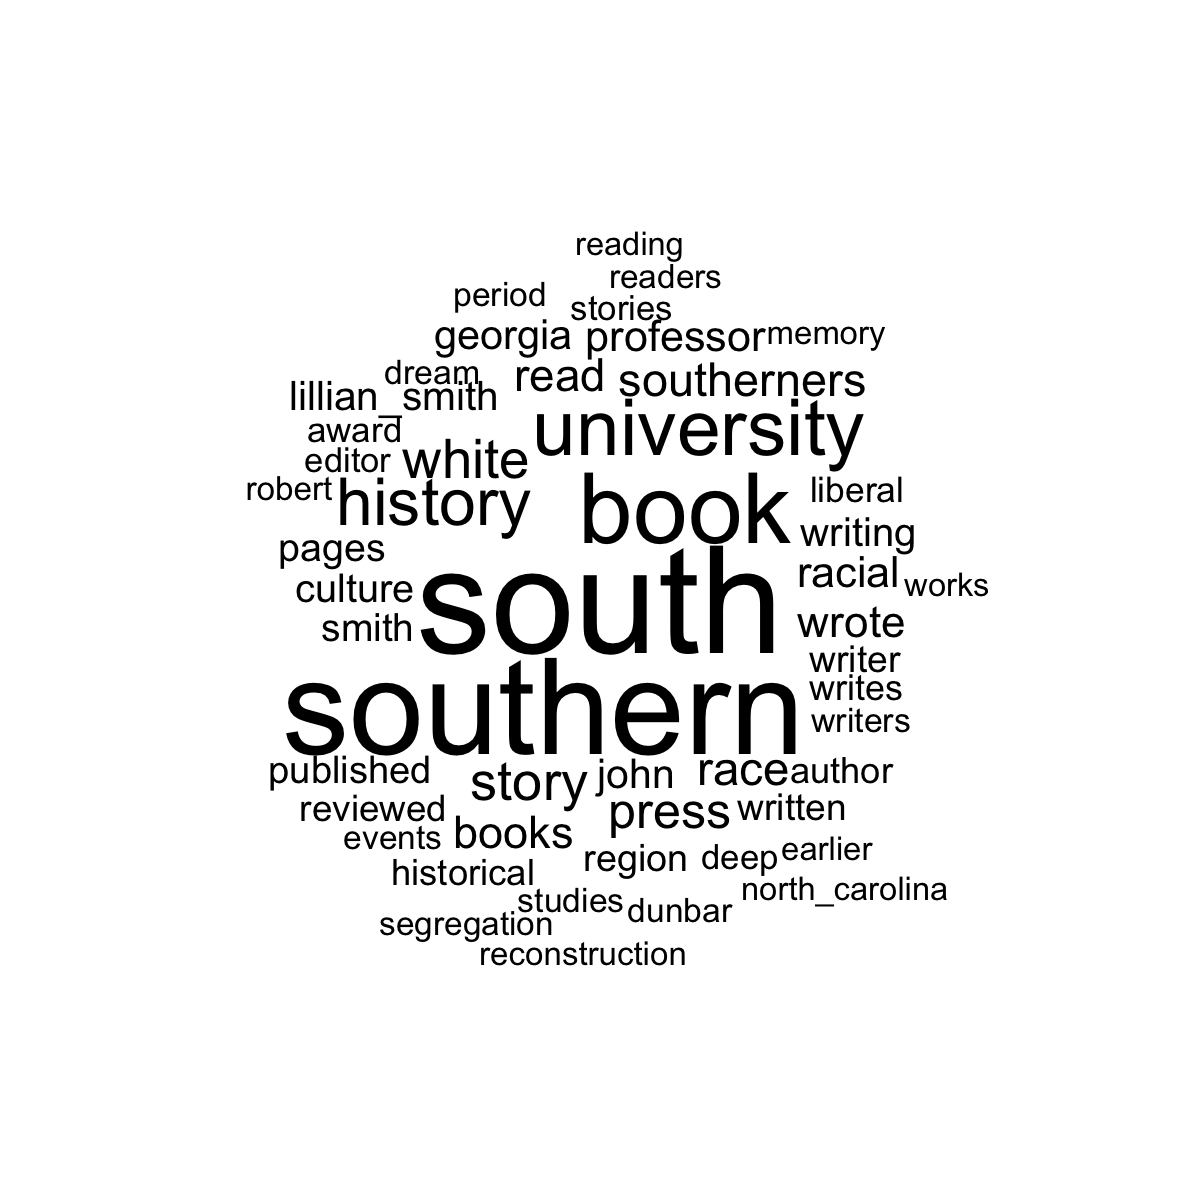 reading
readers
period
stories
georgia professor memory
dream read southerners
lillian_smith
university
award
editor white
robert history book liberal
writing
pages
south racial works
culture
smith wrote
writer
southern writes
writers
published story john race author
reviewed press written
events books
region deep earlier
historical
studies dunbar north_carolina
segregation
reconstruction